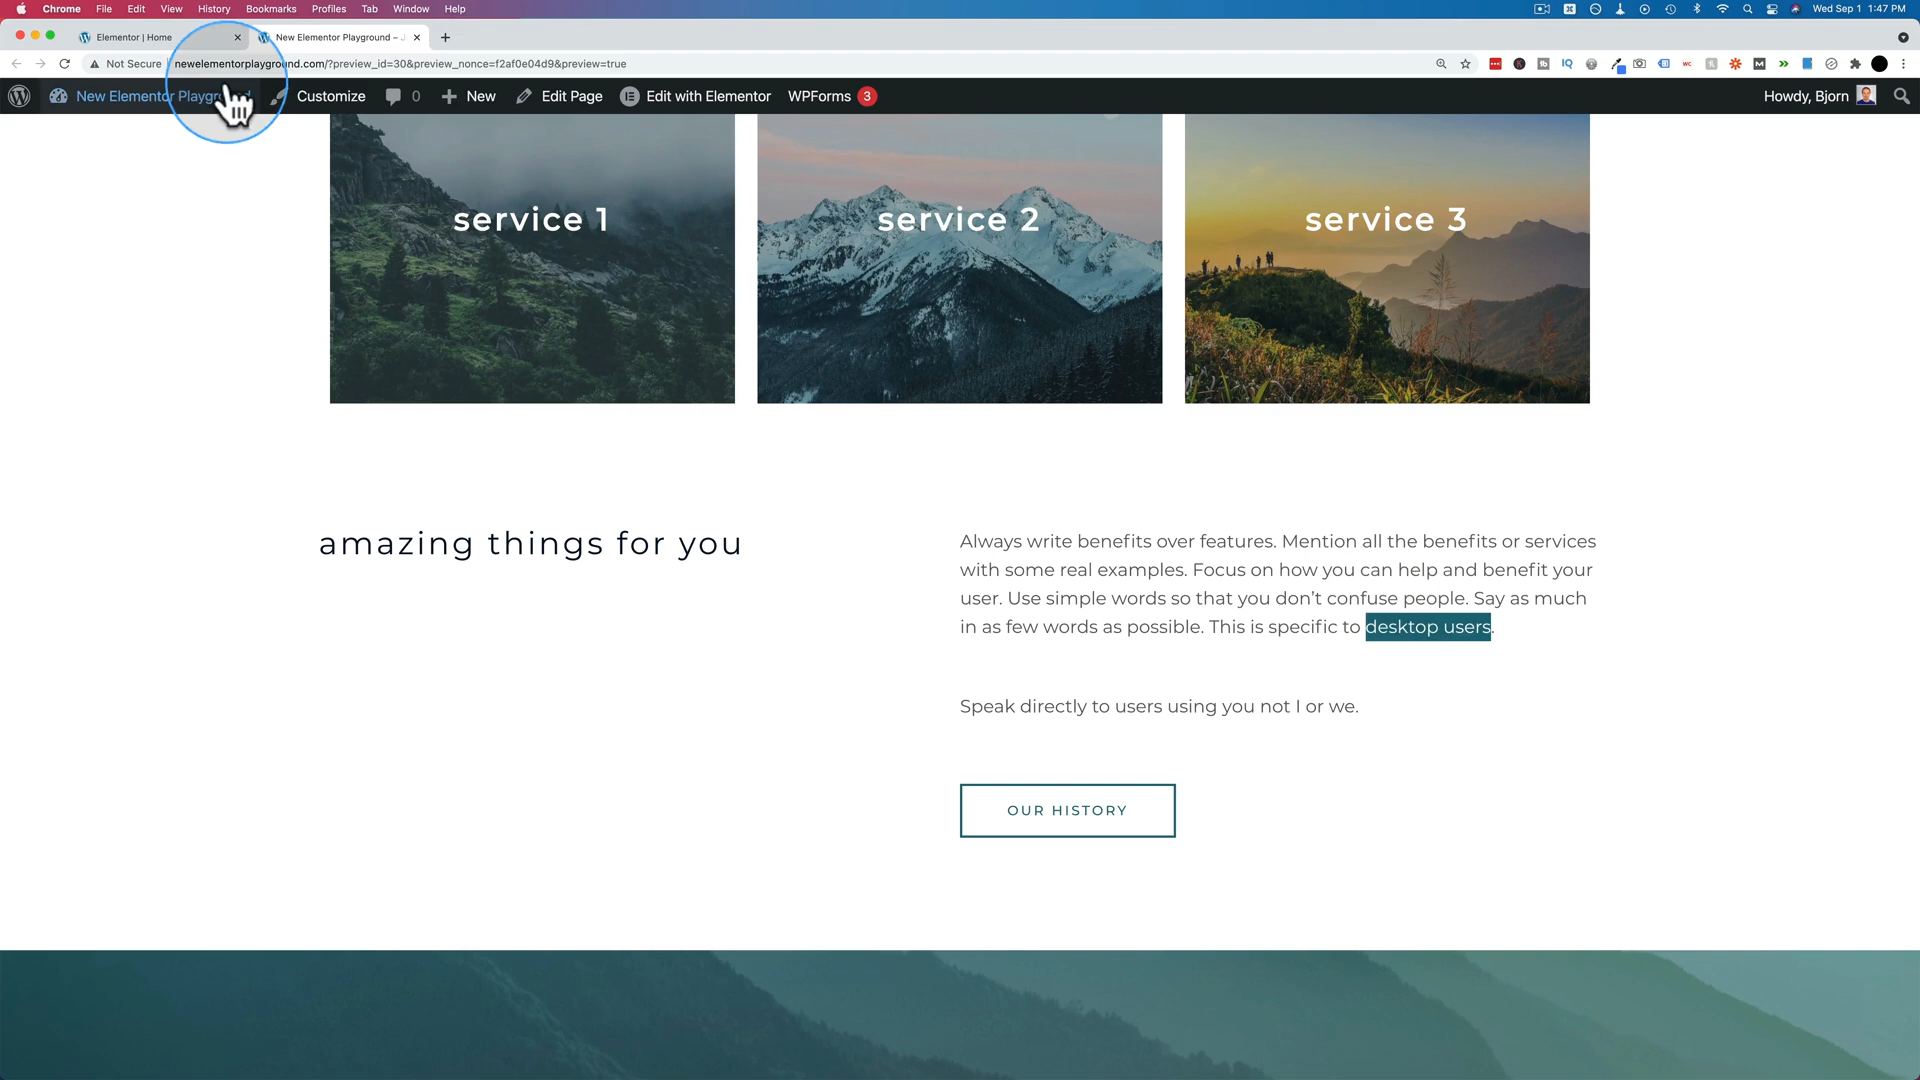 Chrome File Edit View History Bookmarks Profiles Tab Window Help Wed Sep 1 1:47 PM
Elementor | Home New Elementor Playground –
Not Secure newelementorplayground.com/?preview_id=30&preview_nonce=f2af0e04d9&preview=true
New Elementor Customize 0 New Edit Page Edit with Elementor WPForms 3 Howdy, Bjorn
service 1 service 2 service 3
amazing things for you
Always write benefits over features. Mention all the benefits or services
with some real examples. Focus on how you can help and benefit your
user. Use simple words so that you don’t confuse people. Say as much
in as few words as possible. This is specific to desktop users.
Speak directly to users using you not I or we.
OUR HISTORY